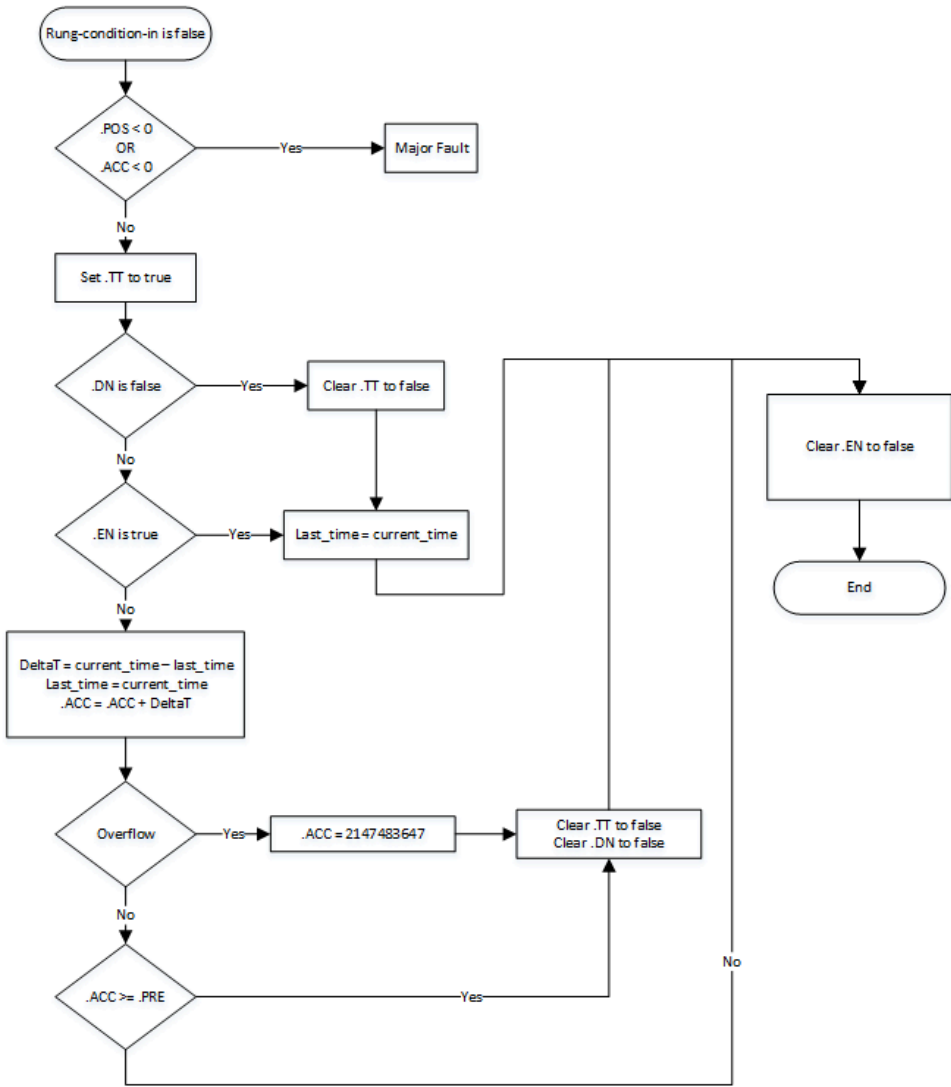 Rung-condition-in is false
.POS < 0
OR
.ACC < 0
Yes
Major Fault
No
Set .TT to true
.DN is false
Yes
Clear .TT to false
Clear .EN to false
No
.EN is true
Yes
Last_time = current_time
End
No
DeltaT = current_time – last_time
Last_time = current_time
.ACC = .ACC + DeltaT
Overflow
Yes
.ACC = 2147483647
Clear .TT to false
Clear .DN to false
No
No
.ACC >= .PRE
Yes